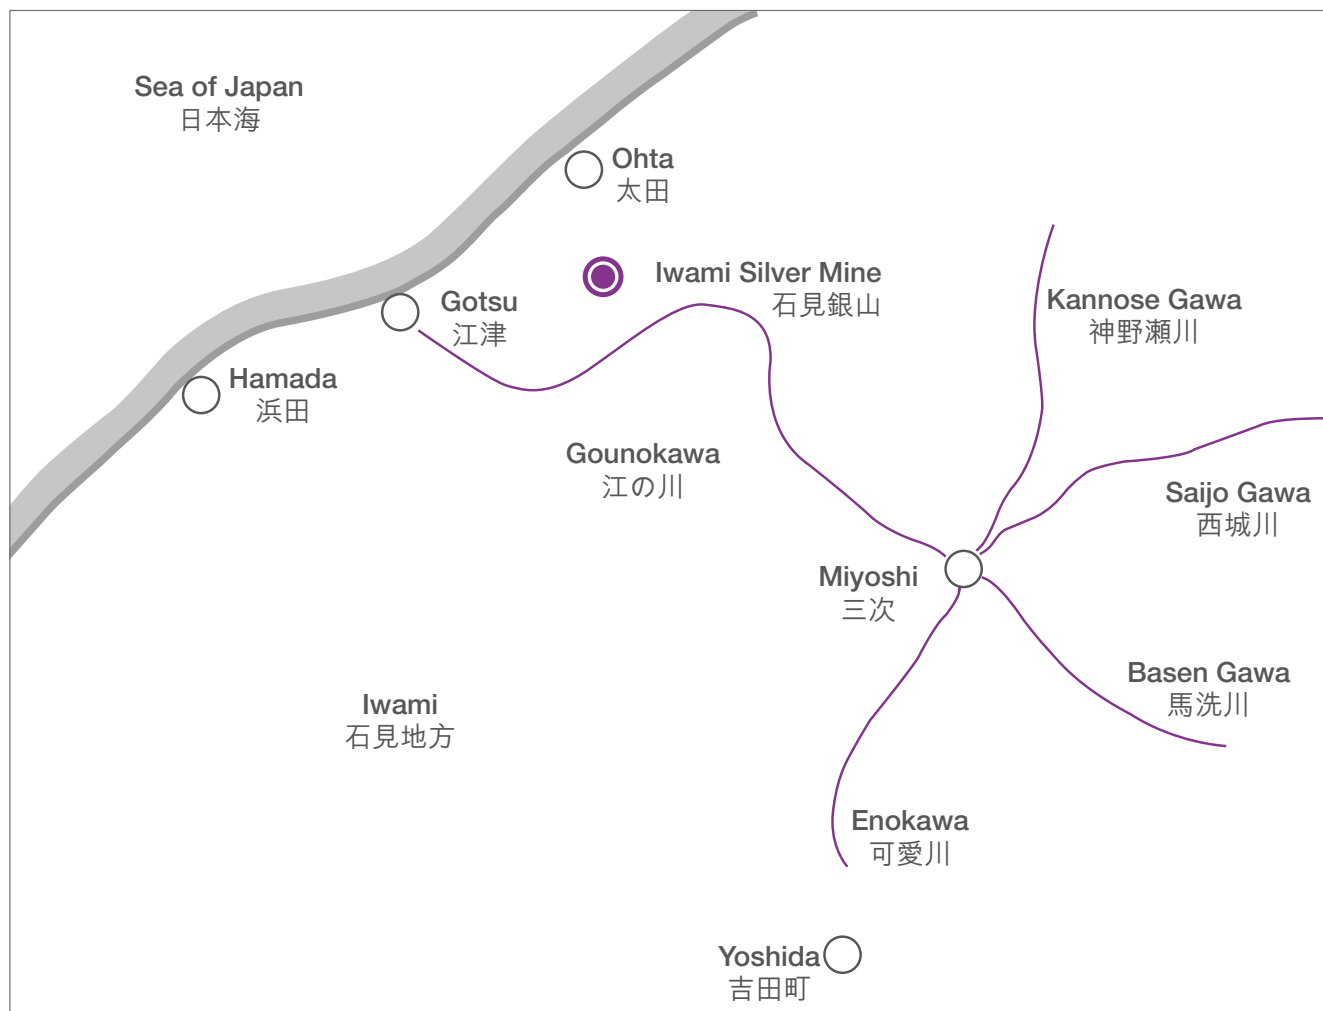 Sea of Japan
日本海
Ohta
太田
Iwami Silver Mine
石見銀山
Gotsu
江津
Kannose Gawa
神野瀬川
Hamada
浜田
Gounokawa
江の川
Saijo Gawa
西城川
Miyoshi
三次
Basen Gawa
馬洗川
Iwami
石見地方
Enokawa
可愛川
Yoshida
吉田町